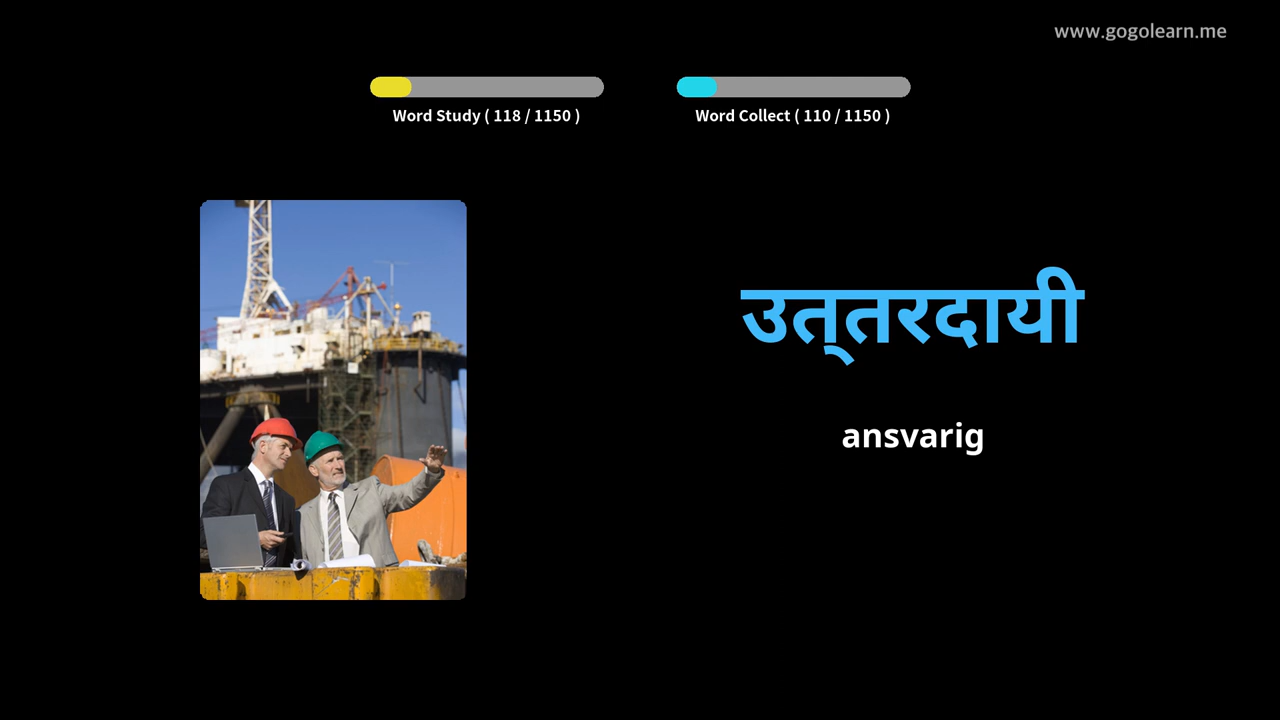 www.gogolearn.me
Word Study ( 118 / 1150 )
Word Collect ( 110 / 1150 )
उत्‌तरदायी
ansvarig